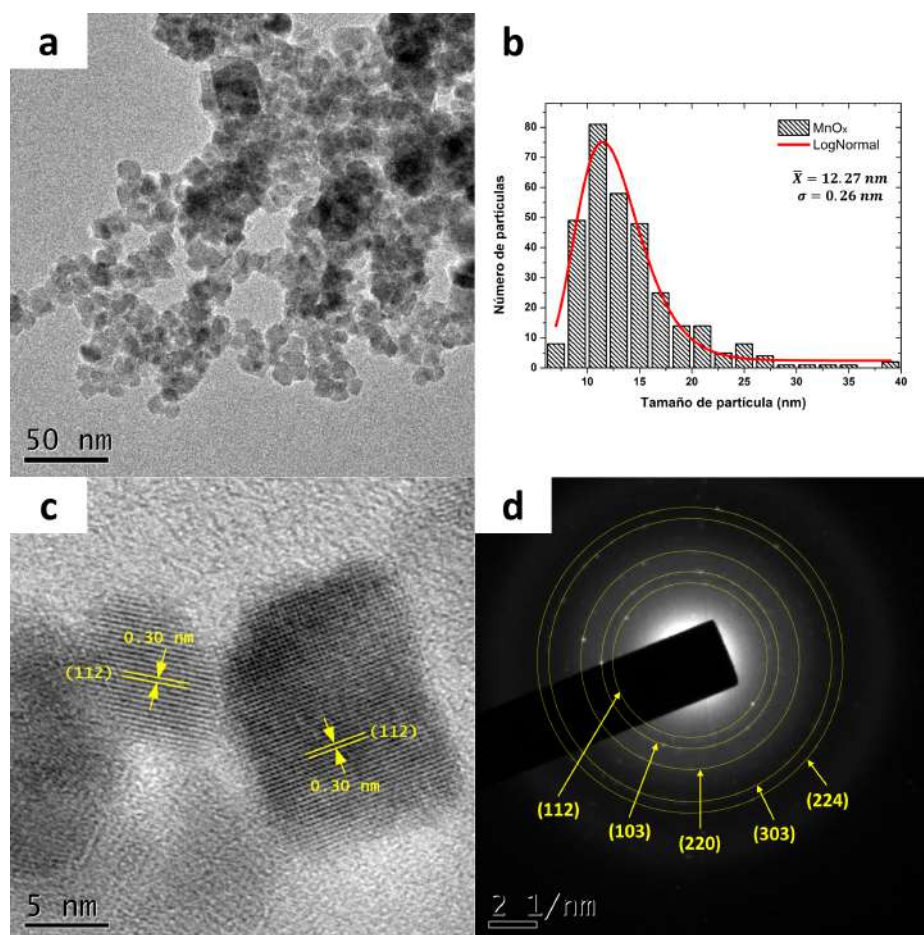 a
50 nm
b
Número de partículas
80
70
60
50
40
30
20
10
0
MnOₓ
LogNormal
X̄ = 12.27 nm
σ = 0.26 nm
10 15 20 25 30 35 40
Tamaño de partícula (nm)
c
0.30 nm
(112)
(112)
0.30 nm
5 nm
d
(112)
(103)
(220)
(303)
(224)
2 1/nm